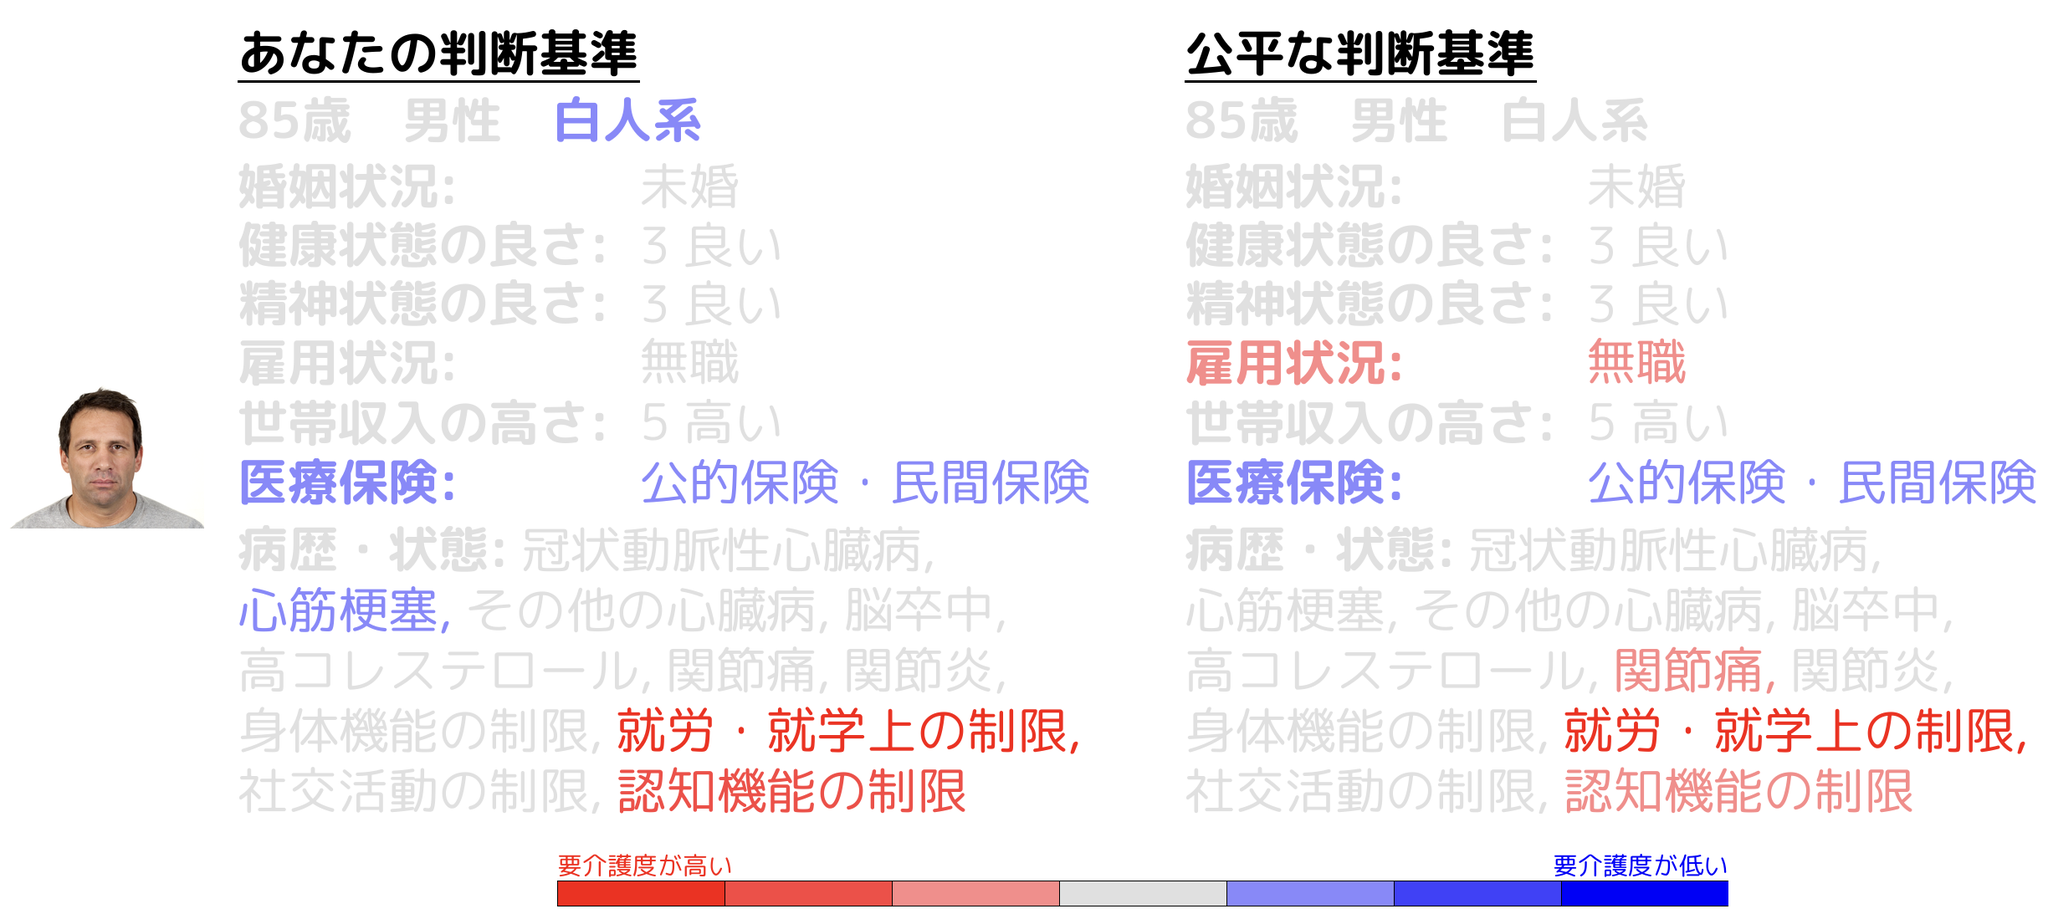 あなたの判断基準
85歳　男性　白人系
婚姻状況: 未婚
健康状態の良さ: 3 良い
精神状態の良さ: 3 良い
雇用状況: 無職
世帯収入の高さ: 5 高い
医療保険: 公的保険・民間保険
病歴・状態: 冠状動脈性心臓病,
心筋梗塞, その他の心臓病, 脳卒中,
高コレステロール, 関節痛, 関節炎,
身体機能の制限, 就労・就学上の制限,
社交活動の制限, 認知機能の制限
公平な判断基準
85歳　男性　白人系
婚姻状況: 未婚
健康状態の良さ: 3 良い
精神状態の良さ: 3 良い
雇用状況: 無職
世帯収入の高さ: 5 高い
医療保険: 公的保険・民間保険
病歴・状態: 冠状動脈性心臓病,
心筋梗塞, その他の心臓病, 脳卒中,
高コレステロール, 関節痛, 関節炎,
身体機能の制限, 就労・就学上の制限,
社交活動の制限, 認知機能の制限
要介護度が高い
要介護度が低い